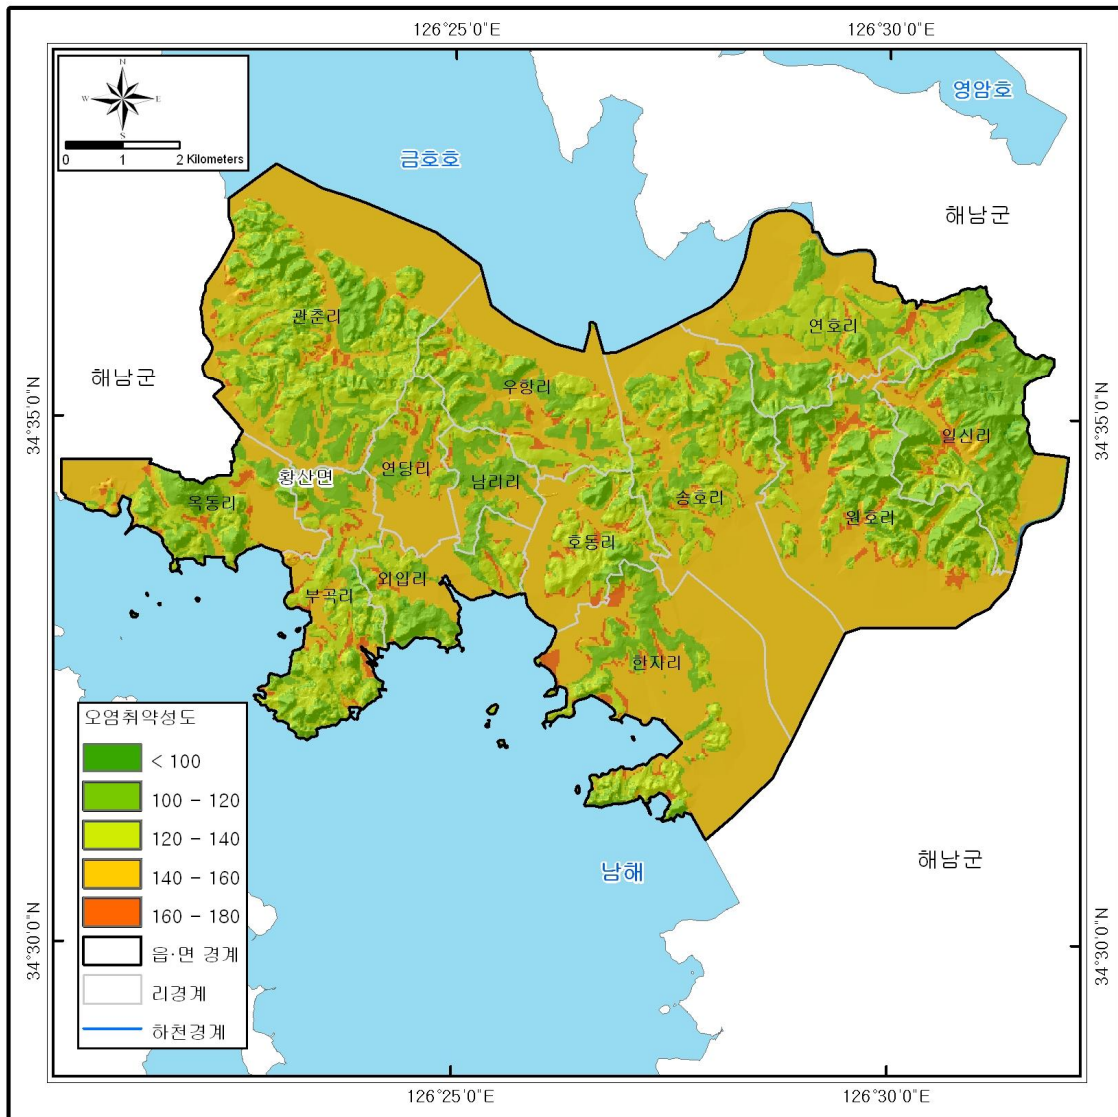 126°25'0"E
126°30'0"E
N
W
E
S
0 1 2 Kilometers
영암호
금호호
해남군
관춘리
연호리
해남군
우항리
34°35'0"N
34°35'0"N
일신리
연당리
황산면
남리리
송호리
옥동리
원호리
호동리
외입리
부곡리
한자리
오염취약성도
< 100
100 - 120
120 - 140
140 - 160
160 - 180
읍·면 경계
리경계
하천경계
해남군
남해
34°30'0"N
34°30'0"N
126°25'0"E
126°30'0"E